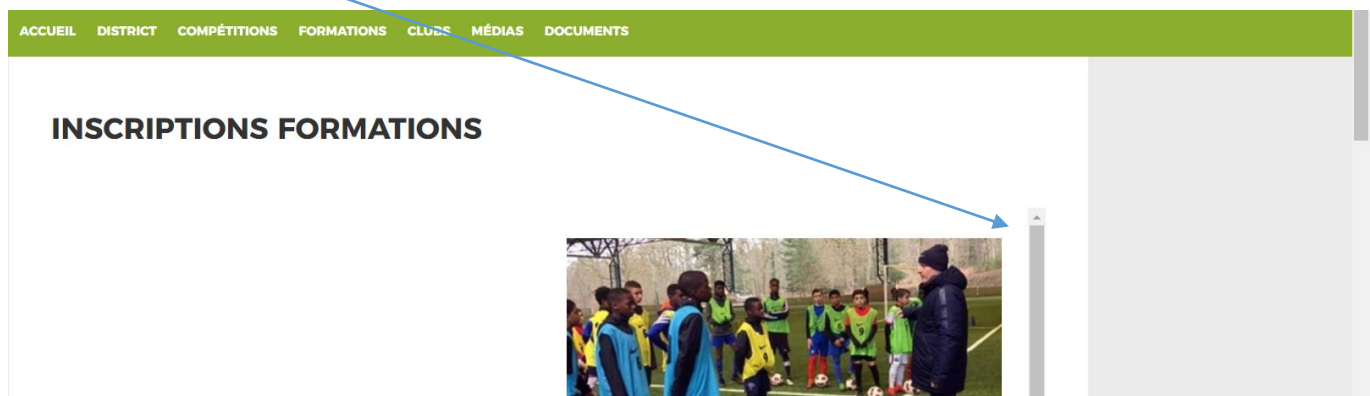 ACCUEIL DISTRICT COMPÉTITIONS FORMATIONS CLUBS MÉDIAS DOCUMENTS
INSCRIPTIONS FORMATIONS